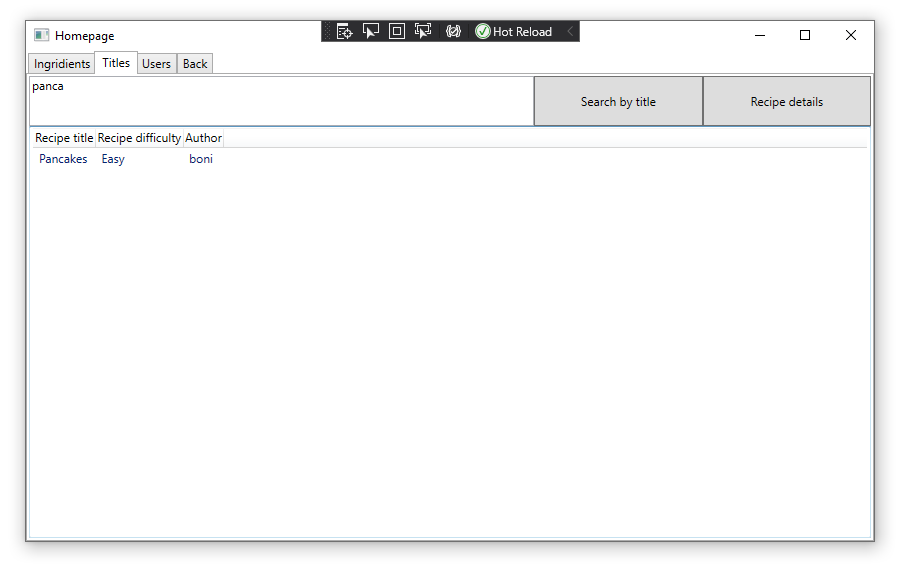 Homepage
Hot Reload
Ingridients Titles Users Back
panca
Search by title
Recipe details
Recipe title Recipe difficulty Author
Pancakes Easy boni